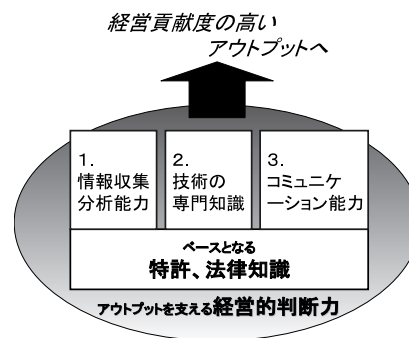 経営貢献度の高い
アウトプットへ
1.
情報収集
分析能力
2.
技術の
専門知識
3.
コミュニケ
ーション能力
ベースとなる
特許、法律知識
アウトプットを支える経営的判断力